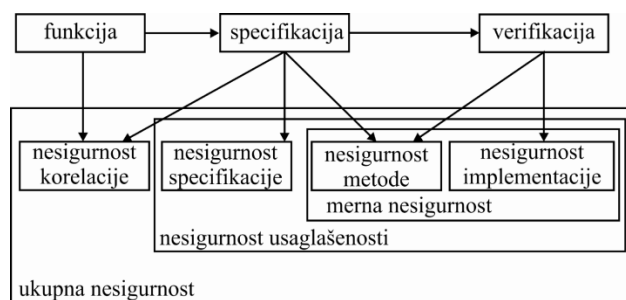 funkcija
specifikacija
verifikacija
nesigurnost
korelacije
nesigurnost
specifikacije
nesigurnost
metode
nesigurnost
implementacije
merna nesigurnost
nesigurnost usaglašenosti
ukupna nesigurnost